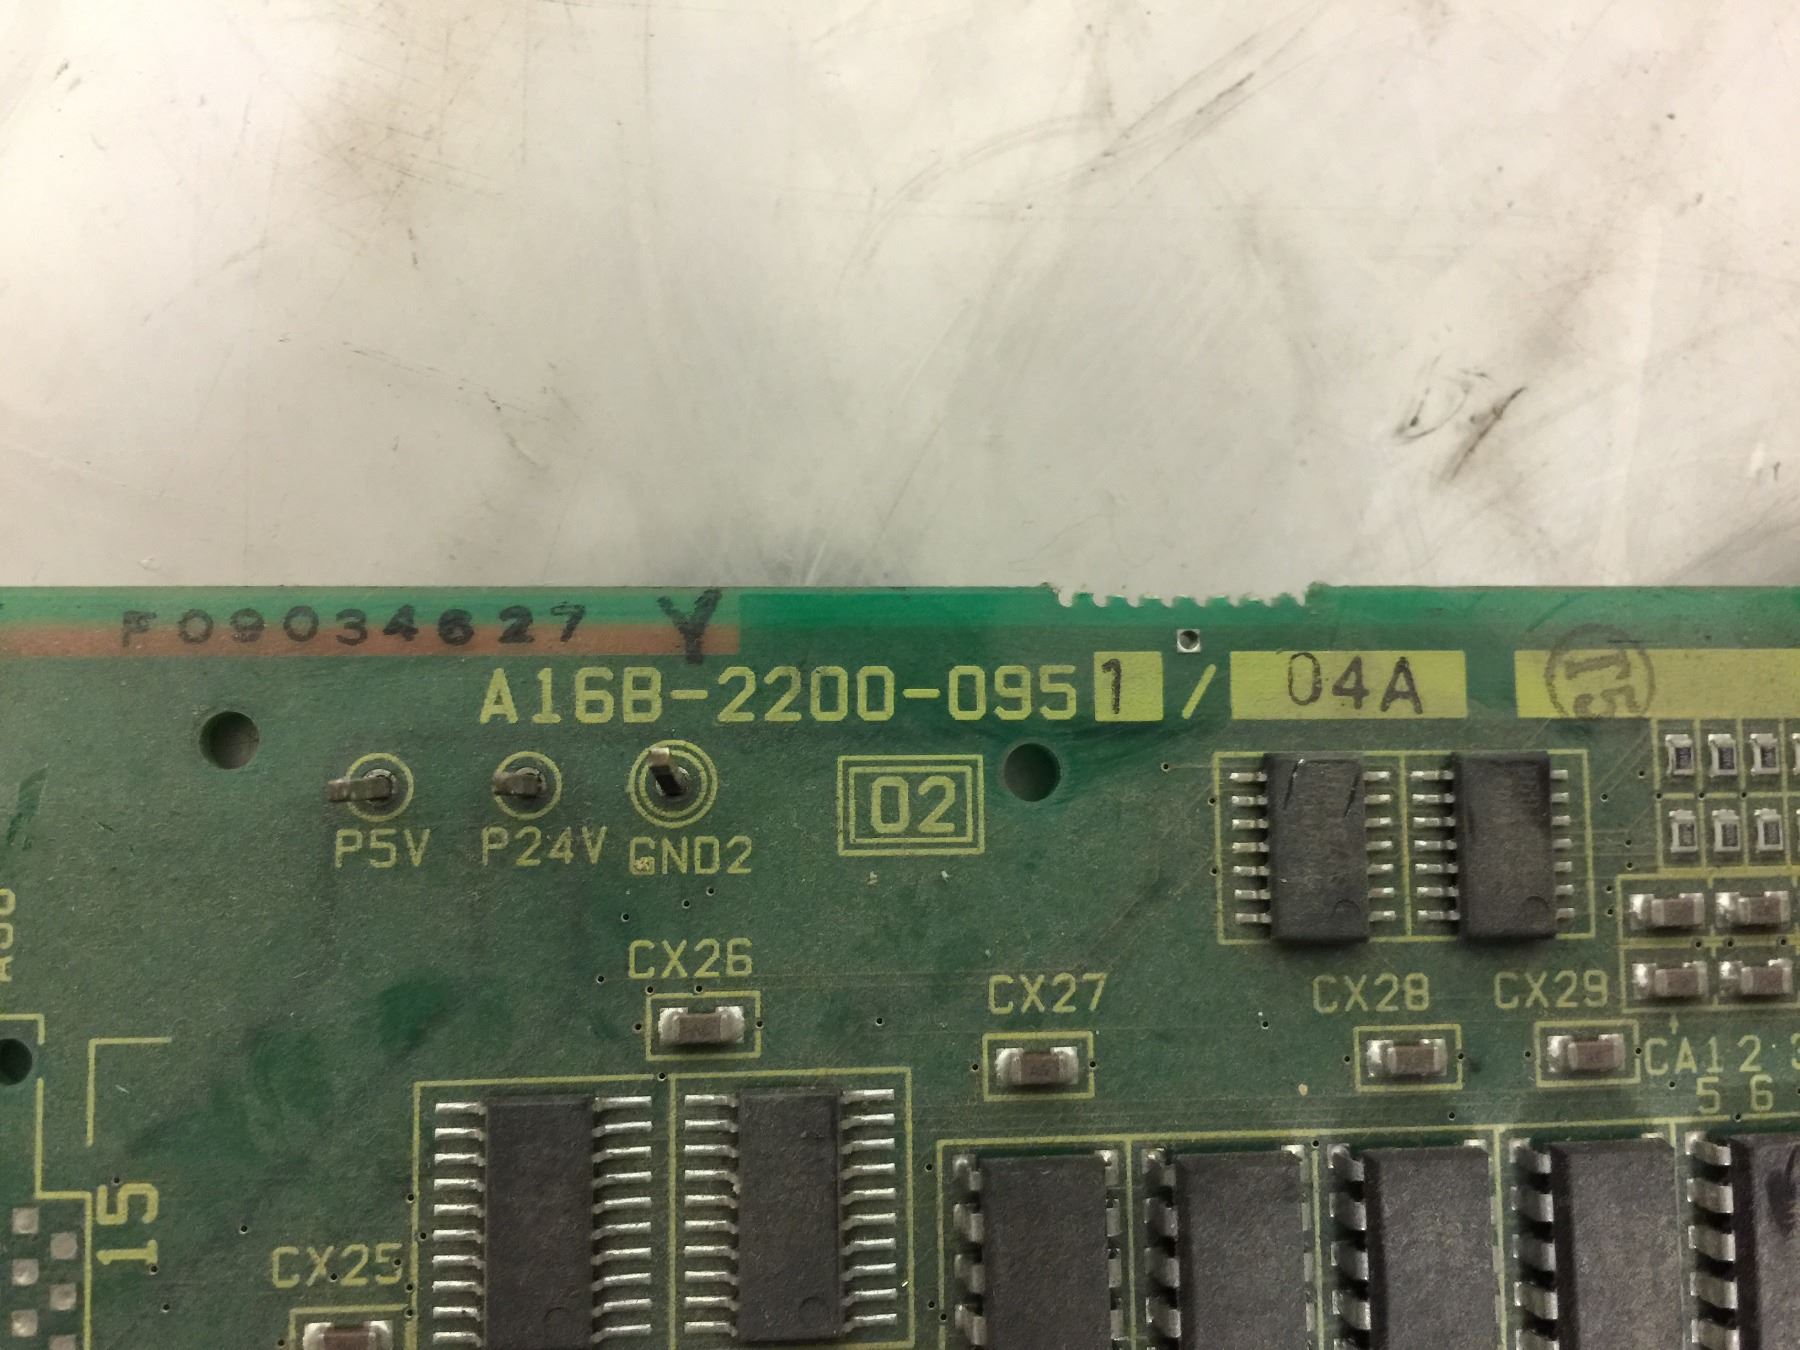 F09034627 Y
A16B-2200-0951/04A
15
02
P5V P24V GND2
CX26
CX27
CX28 CX29
CA1 2 3
5 6
15
CX25